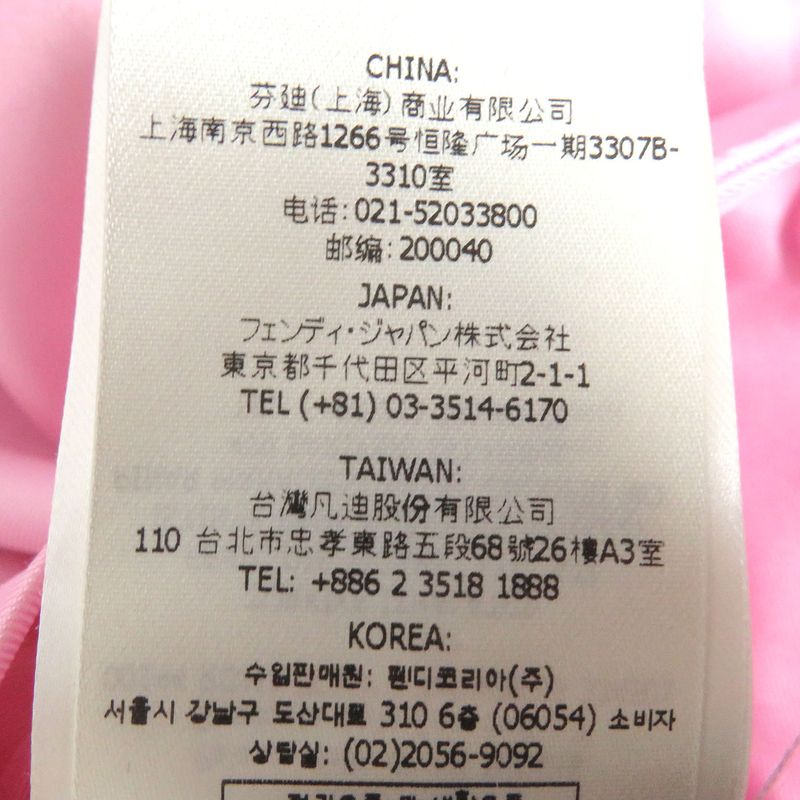 CHINA:
芬迪(上海)商业有限公司
上海南京西路1266号恒隆广场一期3307B-
3310室
电话:021-52033800
邮编:200040
JAPAN:
フェンディ・ジャパン株式会社
東京都千代田区平河町2-1-1
TEL (+81) 03-3514-6170
TAIWAN:
台灣凡迪股份有限公司
110 台北市忠孝東路五段68號26樓A3室
TEL: +886 2 3518 1888
KOREA:
수입판매원: 펜디코리아(주)
서울시 강남구 도산대로 310 6층 (06054) 소비자
상담실: (02)2056-9092